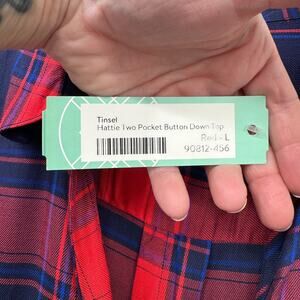 Tinsel
Hattie Two Pocket Button Down Top
Red - L
90812-456